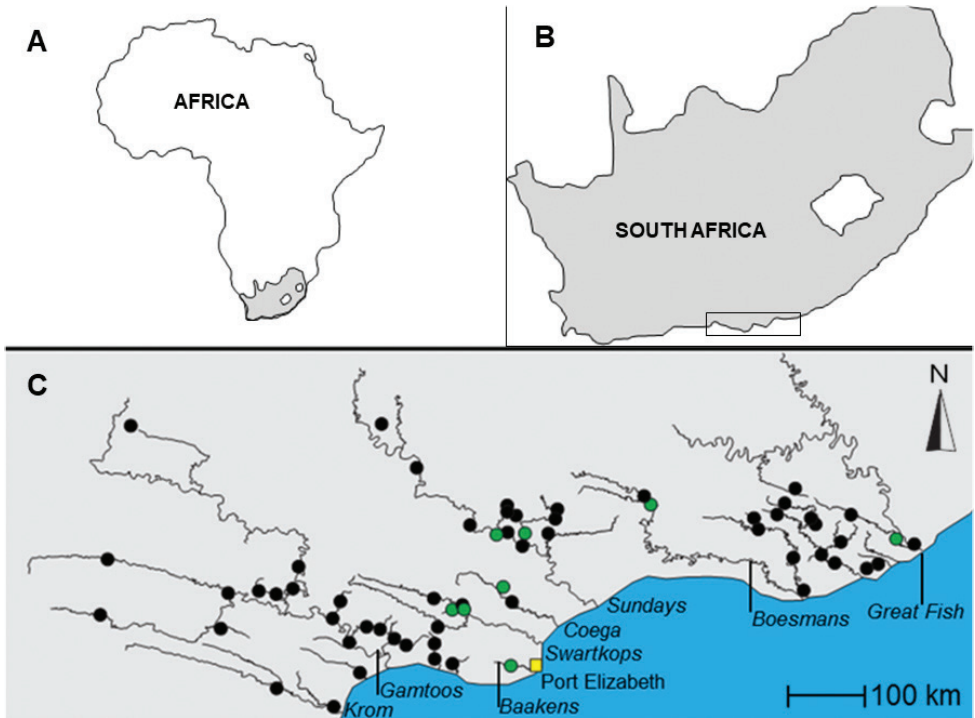 A
AFRICA
B
SOUTH AFRICA
C
N
Sundays
Boesmans
Great Fish
Coega
Swartkops
Port Elizabeth
Gamtoos
Krom
Baakens
100 km